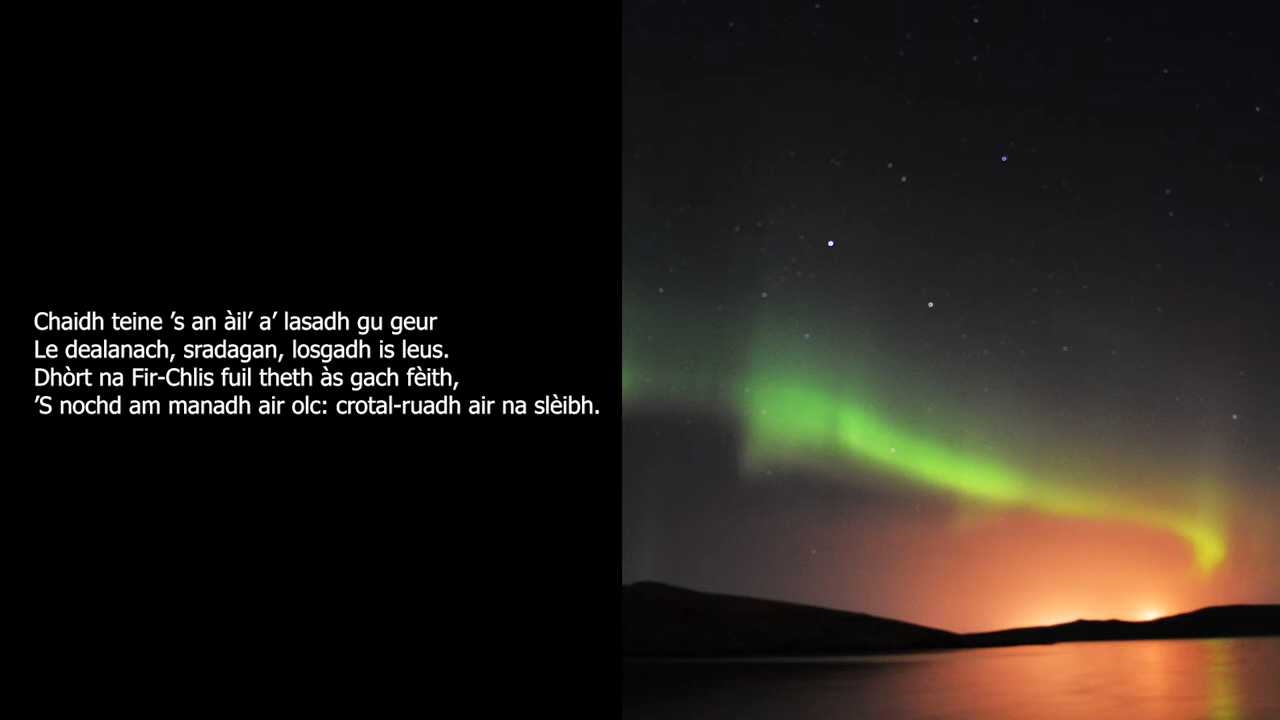 Chaidh teine ’s an àil’ a’ lasadh gu geur
Le dealanach, sradagan, losgadh is leus.
Dhòrt na Fir-Chlis fuil theth às gach fèith,
’S nochd am manadh air olc: crotal-ruadh air na slèibh.